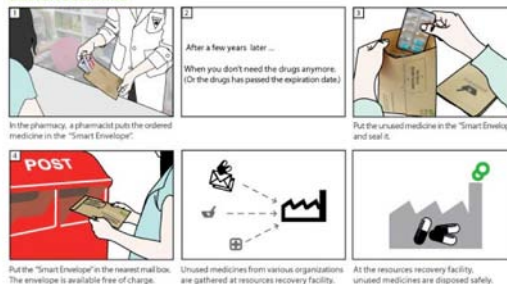 1
In the pharmacy, a pharmacist puts the ordered
medicine in the "Smart Envelope".
2
After a few years later ...
When you don't need the drugs anymore.
(Or the drugs has passed the expiration date.)
3
Put the unused medicine in the "Smart Envelop
and seal it.
4
POST
Put the "Smart Envelope" in the nearest mail box.
The envelope is available free of charge.
Unused medicines from various organizations
are gathered at resources recovery facility.
At the resources recovery facility,
unused medicines are disposed safely.